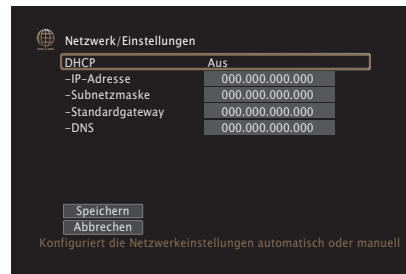 Netzwerk/Einstellungen
DHCP Aus
-IP-Adresse 000.000.000.000
-Subnetzmaske 000.000.000.000
-Standardgateway 000.000.000.000
-DNS 000.000.000.000
Speichern
Abbrechen
Konfiguriert die Netzwerkeinstellungen automatisch oder manuell